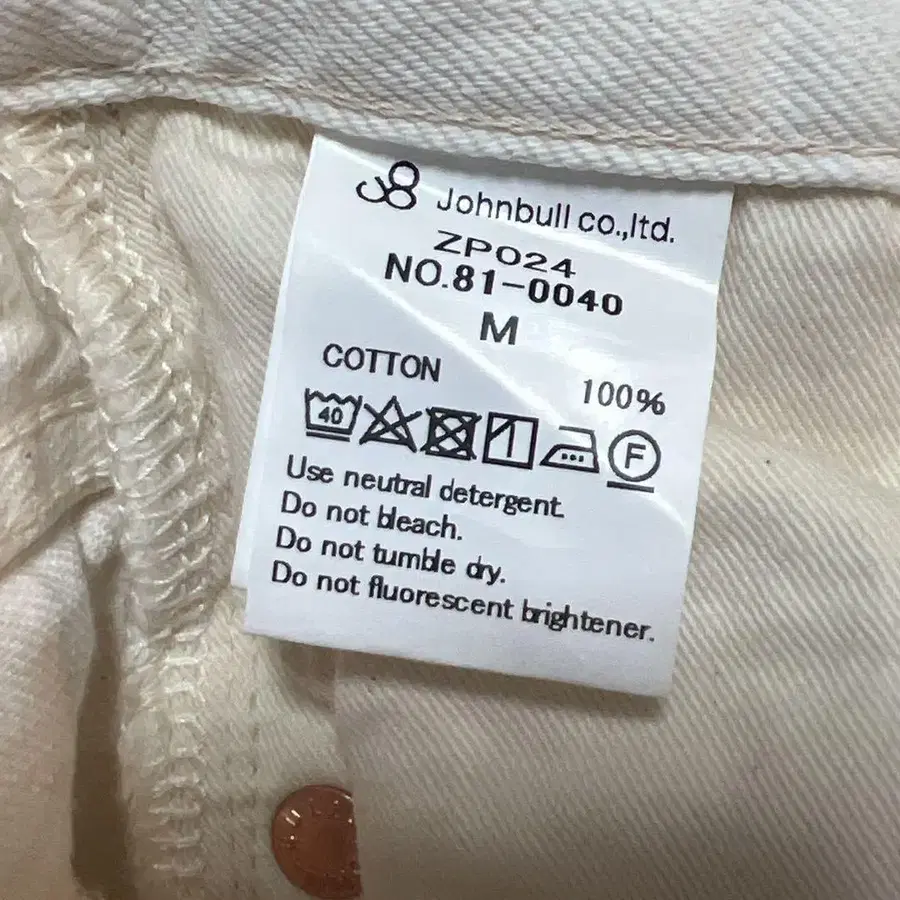 Johnbull co.,ltd.
ZP024
NO.81-0040
M
COTTON 100%
40 F
Use neutral detergent.
Do not bleach.
Do not tumble dry.
Do not fluorescent brightener.